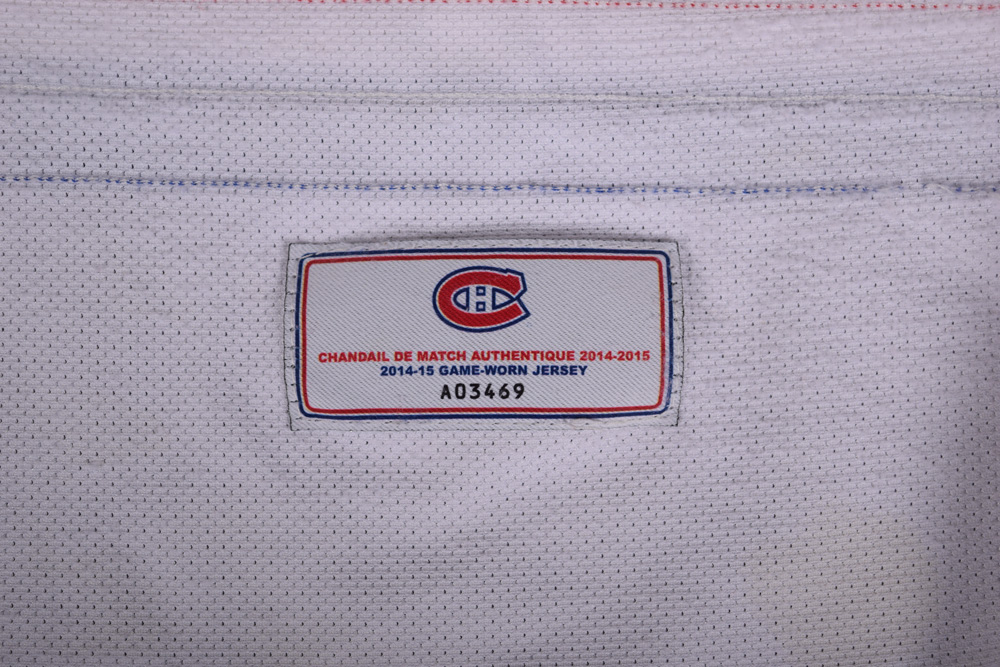 CHANDAIL DE MATCH AUTHENTIQUE 2014-2015
2014-15 GAME-WORN JERSEY
A03469